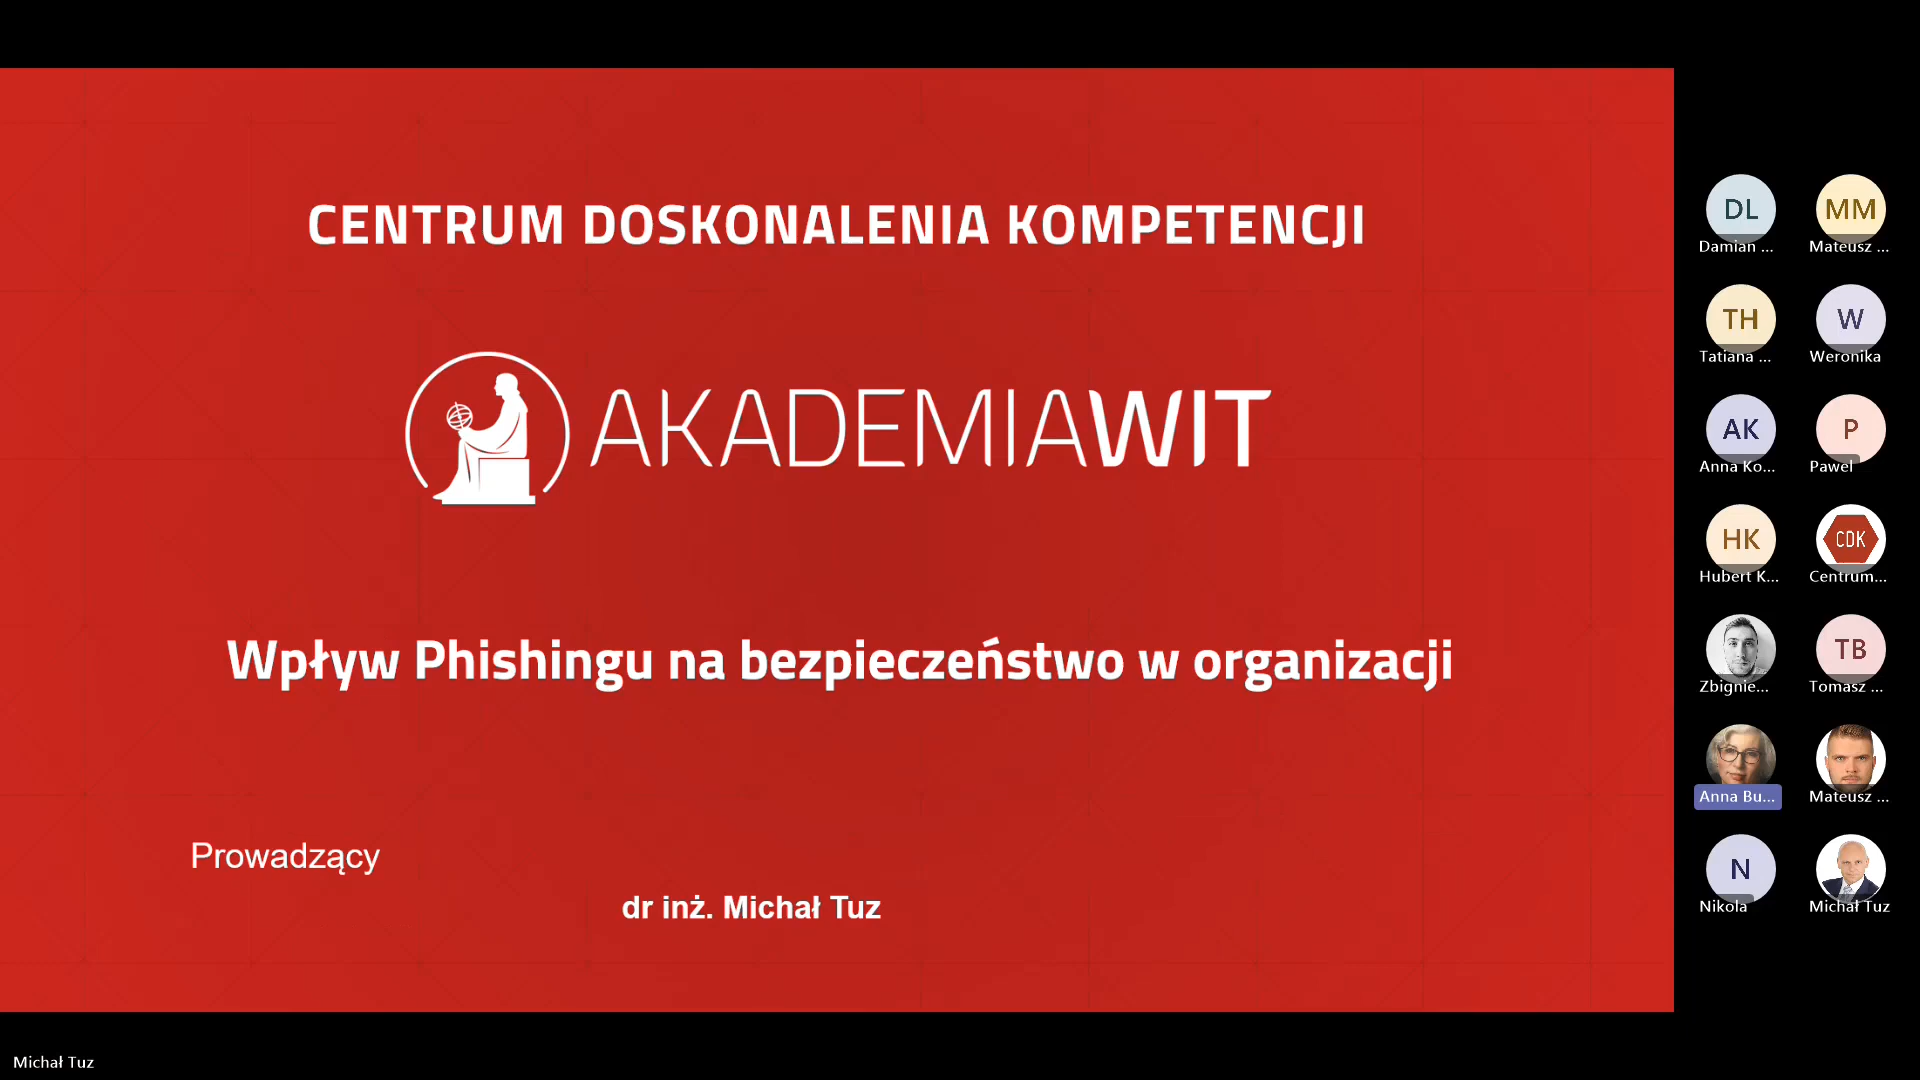 CENTRUM DOSKONALENIA KOMPETENCJI
AKADEMIAWIT
Wpływ Phishingu na bezpieczeństwo w organizacji
Prowadzący
dr inż. Michał Tuz
DL
Damian ...
MM
Mateusz ...
TH
Tatiana ...
W
Weronika
AK
Anna Ko...
P
Pawel
HK
Hubert K...
CDK
Centrum...
Zbignie...
TB
Tomasz ...
Anna Bu...
Mateusz ...
N
Nikola
Michał Tuz
Michał Tuz